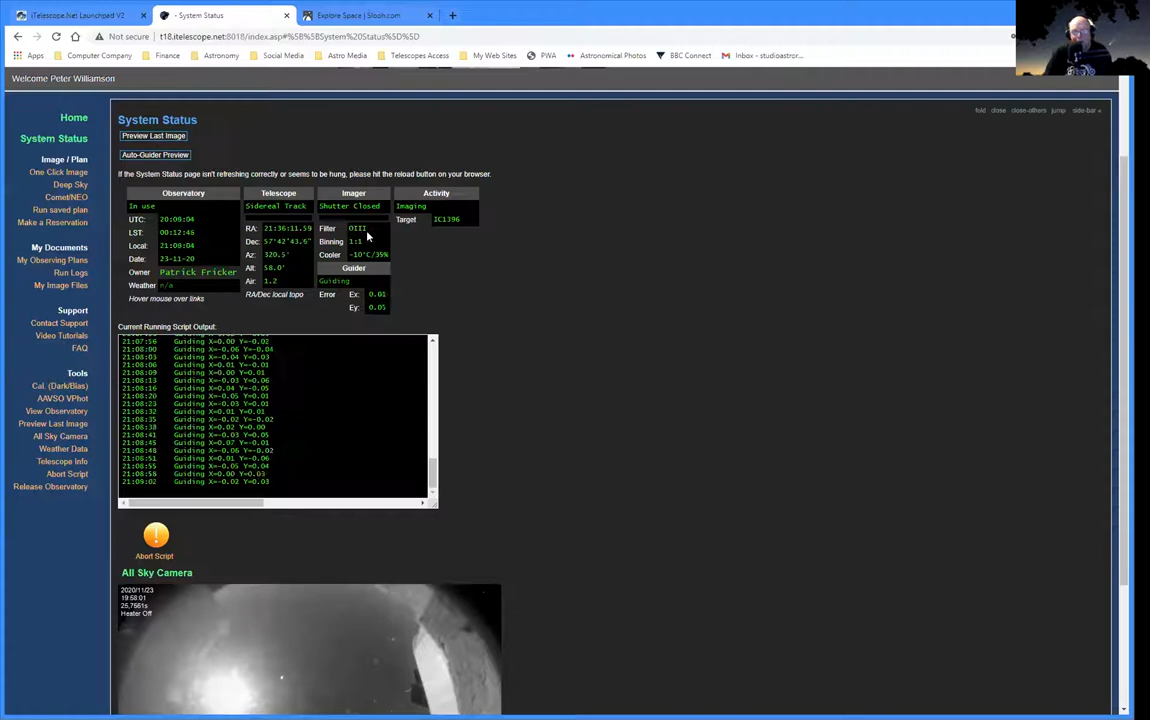 iTelescope.Net Launchpad V2
- System Status
Explore Space | Slooh.com
Not secure
t18.itelescope.net:8018/index.asp#%5B%5BSystem%20Status%5D%5D
Apps
Computer Company
Finance
Astronomy
Social Media
Astro Media
Telescopes Access
My Web Sites
PWA
Astronomical Photos
BBC Connect
Inbox - studioastror...
Welcome Peter Williamson
fold close close-others jump side-bar «
Home
System Status
Image / Plan
One Click Image
Deep Sky
Comet/NEO
Run saved plan
Make a Reservation
My Documents
My Observing Plans
Run Logs
My Image Files
Support
Contact Support
Video Tutorials
FAQ
Tools
Cal. (Dark/Bias)
AAVSO VPhot
View Observatory
Preview Last Image
All Sky Camera
Weather Data
Telescope Info
Abort Script
Release Observatory
System Status
Preview Last Image
Auto-Guider Preview
If the System Status page isn't refreshing correctly or seems to be hung, please hit the reload button on your browser.
Observatory
In use
UTC: 20:09:04
LST: 00:12:46
Local: 21:09:04
Date: 23-11-20
Owner Patrick Fricker
Weather n/a
Hover mouse over links
Telescope
Sidereal Track
RA: 21:36:11.59
Dec: 57°42'43.6"
Az: 320.5°
Alt: 58.0°
Air: 1.2
RA/Dec local topo
Imager
Shutter Closed
Filter OIII
Binning 1:1
Cooler -10°C/35%
Guider
Guiding
Error Ex: 0.01
Ey: 0.05
Activity
Imaging
Target IC1396
Current Running Script Output:
21:07:56 Guiding X=0.00 Y=-0.02
21:08:00 Guiding X=-0.06 Y=-0.04
21:08:03 Guiding X=-0.04 Y=0.03
21:08:06 Guiding X=0.01 Y=-0.01
21:08:09 Guiding X=0.00 Y=0.01
21:08:13 Guiding X=-0.03 Y=0.06
21:08:16 Guiding X=0.04 Y=-0.05
21:08:20 Guiding X=-0.05 Y=0.01
21:08:23 Guiding X=-0.03 Y=0.01
21:08:32 Guiding X=0.01 Y=0.01
21:08:35 Guiding X=-0.02 Y=-0.02
21:08:38 Guiding X=0.02 Y=0.00
21:08:41 Guiding X=-0.03 Y=0.05
21:08:45 Guiding X=0.07 Y=-0.01
21:08:48 Guiding X=-0.06 Y=-0.02
21:08:51 Guiding X=0.01 Y=-0.06
21:08:55 Guiding X=-0.05 Y=0.04
21:08:58 Guiding X=0.00 Y=0.03
21:09:02 Guiding X=-0.02 Y=0.03
Abort Script
All Sky Camera
2020/11/23
19:58:01
25,7561s
Heater Off